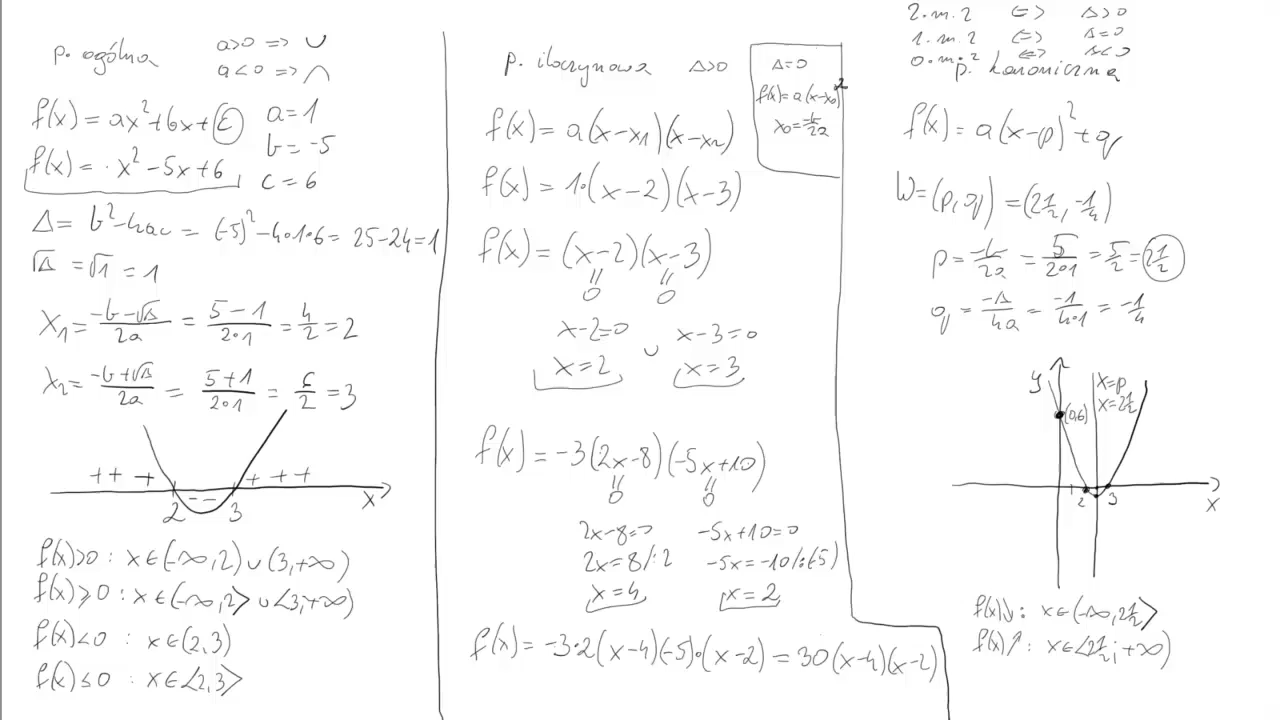 p. ogólna
a>0 => ∪
a<0 => ∩
f(x) = ax²+bx+c
a=1
b=-5
f(x) = x²-5x+6
c=6
Δ = b²-4ac = (-5)²-4·1·6 = 25-24=1
√Δ = √1 = 1
x₁ = (-b-√Δ)/2a = (5-1)/2·1 = 4/2 = 2
x₂ = (-b+√Δ)/2a = (5+1)/2·1 = 6/2 = 3
+ + + - - + + +
2 3 x
f(x)>0 : x∈(-∞,2)∪(3,+∞)
f(x)≥0 : x∈(-∞,2>∪<3,+∞)
f(x)<0 : x∈(2,3)
f(x)≤0 : x∈<2,3>
p. iloczynowa Δ>0
Δ=0
f(x)=a(x-x₀)²
x₀=-b/2a
f(x) = a(x-x₁)(x-x₂)
f(x) = 1·(x-2)(x-3)
f(x) = (x-2)(x-3)
= =
0 0
x-2=0 ∪ x-3=0
x=2 x=3
f(x) = -3(2x-8)(-5x+10)
= =
0 0
2x-8=0 -5x+10=0
2x=8/:2 -5x=-10/:(-5)
x=4 x=2
f(x) = -3·2(x-4)(-5)·(x-2) = 30(x-4)(x-2)
2.m.z <=> Δ>0
1.m.z <=> Δ=0
0.m.z <=> Δ<0
p. kanoniczna
f(x) = a(x-p)²+q
W=(p,q) = (2½,-¼)
p = -b/2a = 5/2·1 = 5/2 = 2½
q = -Δ/4a = -1/4·1 = -¼
y
x=p
x=2½
(0,6)
1 2 3 x
f(x)↓ : x∈(-∞,2½>
f(x)↗ : x∈<2½;+∞)